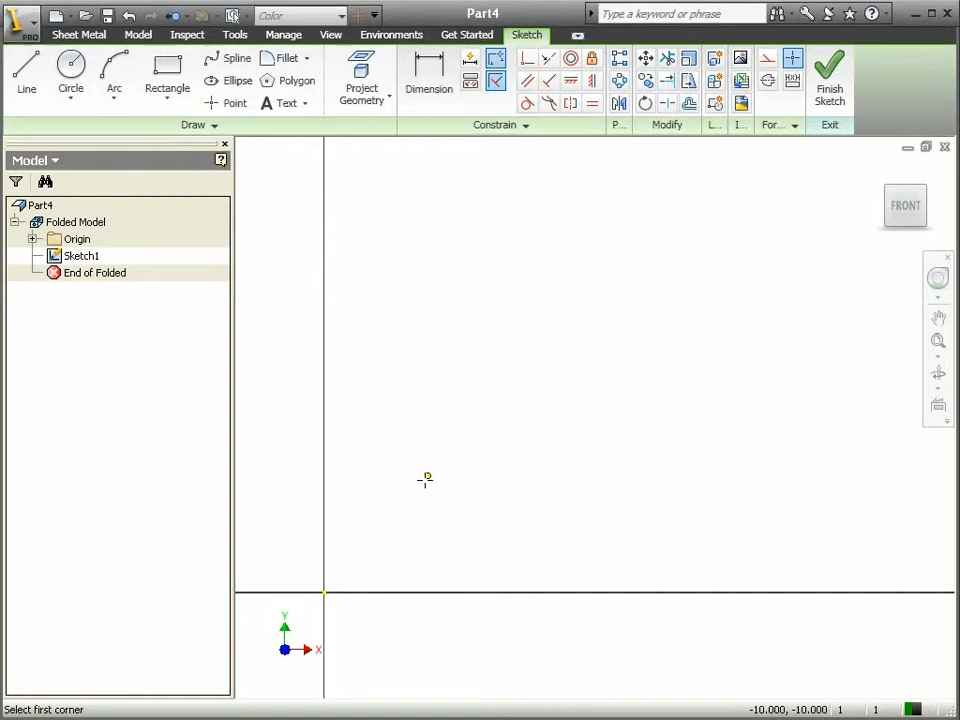 Color
Part4
Type a keyword or phrase
PRO
Sheet Metal Model Inspect Tools Manage View Environments Get Started Sketch
Line
Circle
Arc
Rectangle
Spline
Ellipse
Point
Fillet
Polygon
Text
Project
Geometry
Dimension
Finish
Sketch
Draw
Constrain
P...
Modify
L...
I...
For...
Exit
Model
Part4
Folded Model
Origin
Sketch1
End of Folded
FRONT
Y
X
Select first corner
-10.000, -10.000 1 1